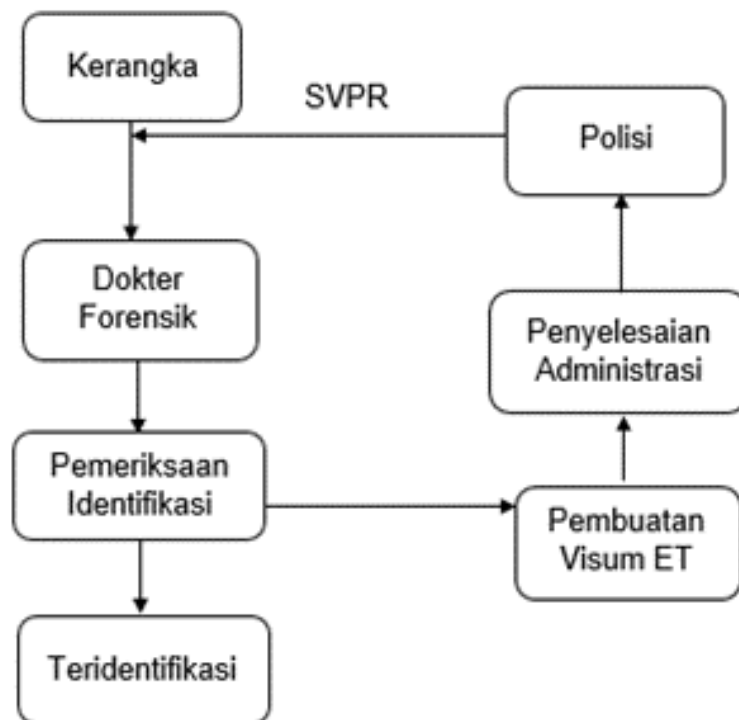 Kerangka
SVPR
Polisi
Dokter
Forensik
Penyelesaian
Administrasi
Pemeriksaan
Identifikasi
Pembuatan
Visum ET
Teridentifikasi